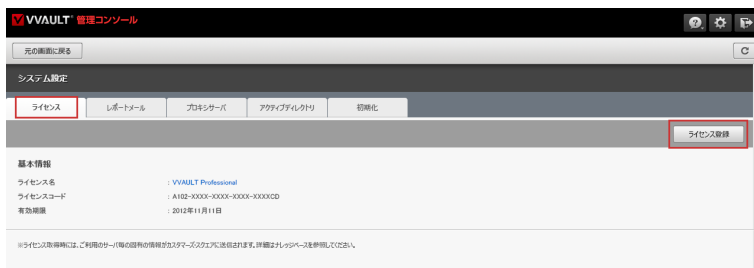 VVAULT® 管理コンソール
元の画面に戻る
システム設定
ライセンス レポートメール プロキシサーバ アクティブディレクトリ 初期化
ライセンス登録
基本情報
ライセンス名 : VVAULT Professional
ライセンスコード : A102-XXXX-XXXX-XXXX-XXXXCD
有効期限 : 2012年11月11日
※ライセンス取得時には、ご利用のサーバ毎の固有の情報がカスタマーズ・スクエアに送信されます。詳細はナレッジベースを参照してください。